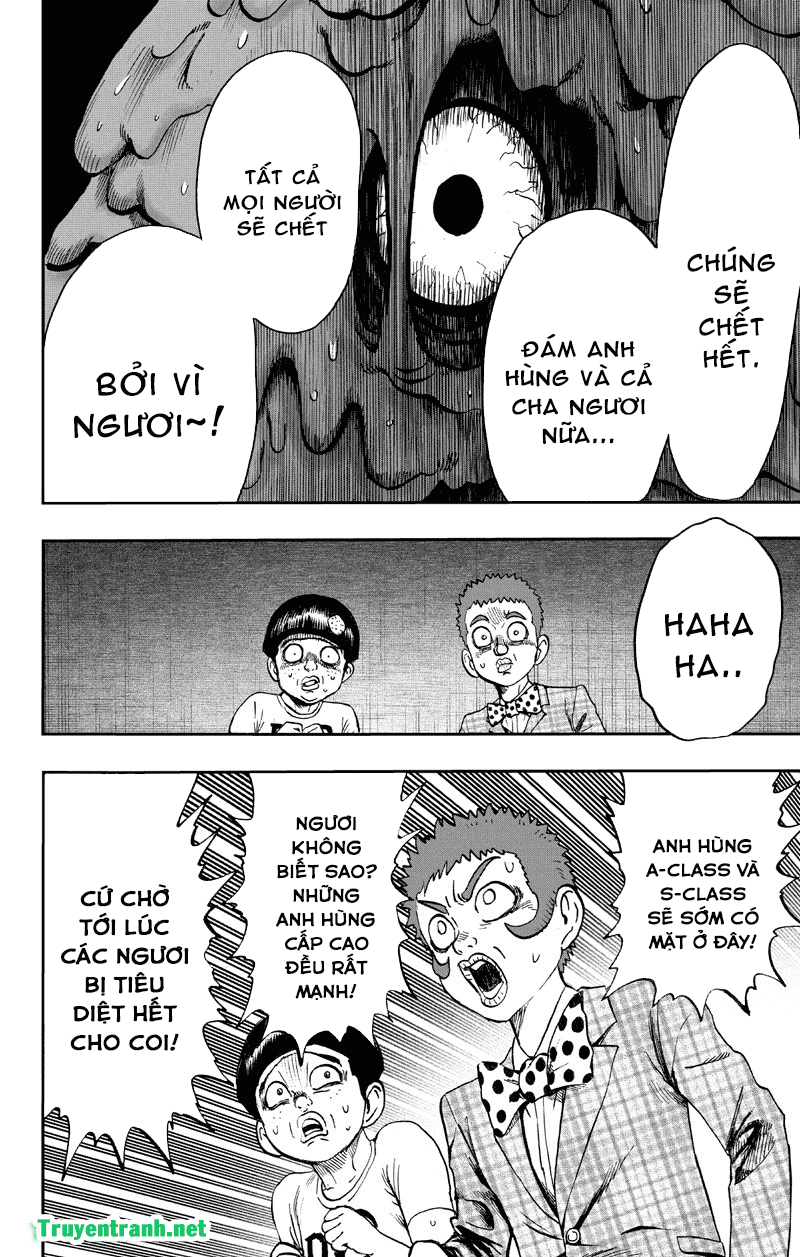 CHÚNG
SẼ
CHẾT
HẾT.
ĐÁM ANH
HÙNG VÀ CẢ
CHA NGƯƠI
NỮA...
TẤT CẢ
MỌI NGƯỜI
SẼ CHẾT
BỞI VÌ
NGƯƠI~!
HAHA
HA..
ANH HÙNG
A-CLASS VÀ
S-CLASS
SẼ SỚM CÓ
MẶT Ở ĐÂY!
NGƯƠI
KHÔNG
BIẾT SAO?
NHỮNG
ANH HÙNG
CẤP CAO
ĐỀU RẤT
MẠNH!
CỨ CHỜ
TỚI LÚC
CÁC NGƯƠI
BỊ TIÊU
DIỆT HẾT
CHO COI!
Truyentranh.net